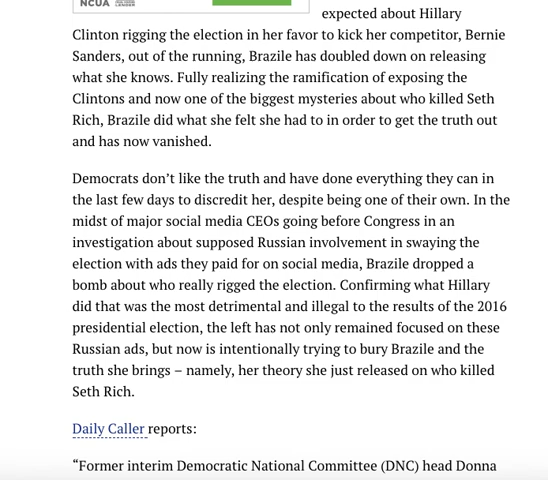 NCUA
expected about Hillary
Clinton rigging the election in her favor to kick her competitor, Bernie
Sanders, out of the running, Brazile has doubled down on releasing
what she knows. Fully realizing the ramification of exposing the
Clintons and now one of the biggest mysteries about who killed Seth
Rich, Brazile did what she felt she had to in order to get the truth out
and has now vanished.
Democrats don’t like the truth and have done everything they can in
the last few days to discredit her, despite being one of their own. In the
midst of major social media CEOs going before Congress in an
investigation about supposed Russian involvement in swaying the
election with ads they paid for on social media, Brazile dropped a
bomb about who really rigged the election. Confirming what Hillary
did that was the most detrimental and illegal to the results of the 2016
presidential election, the left has not only remained focused on these
Russian ads, but now is intentionally trying to bury Brazile and the
truth she brings – namely, her theory she just released on who killed
Seth Rich.
Daily Caller reports:
“Former interim Democratic National Committee (DNC) head Donna